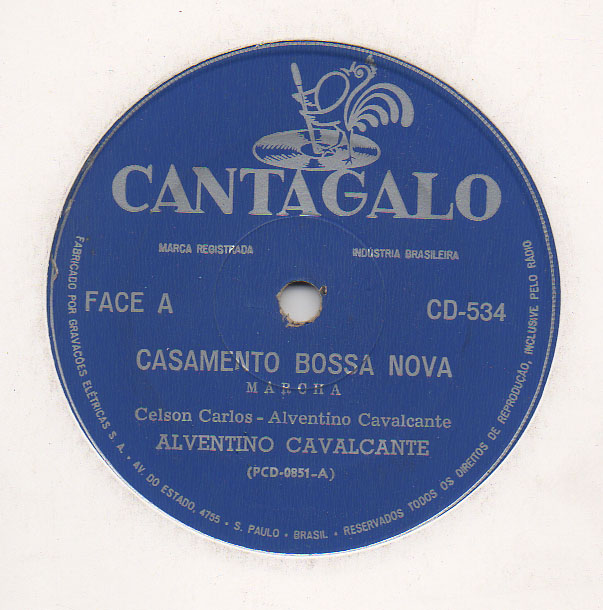 CANTAGALO
MARCA REGISTRADA
INDÚSTRIA BRASILEIRA
FACE A
CD-534
CASAMENTO BOSSA NOVA
MARCHA
Celson Carlos - Alventino Cavalcante
ALVENTINO CAVALCANTE
(PCD-0851-A)
FABRICADO POR GRAVAÇÕES ELÉTRICAS S A. • AV. DO ESTADO, 4755 • S. PAULO • BRASIL • RESERVADOS TODOS OS DIREITOS DE REPRODUÇÃO, INCLUSIVE PELO RÁDIO